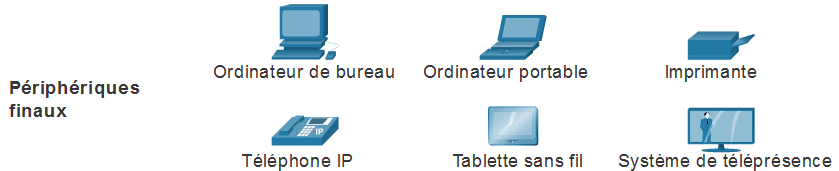 Périphériques
finaux
Ordinateur de bureau
Ordinateur portable
Imprimante
IP
Téléphone IP
Tablette sans fil
Système de téléprésence